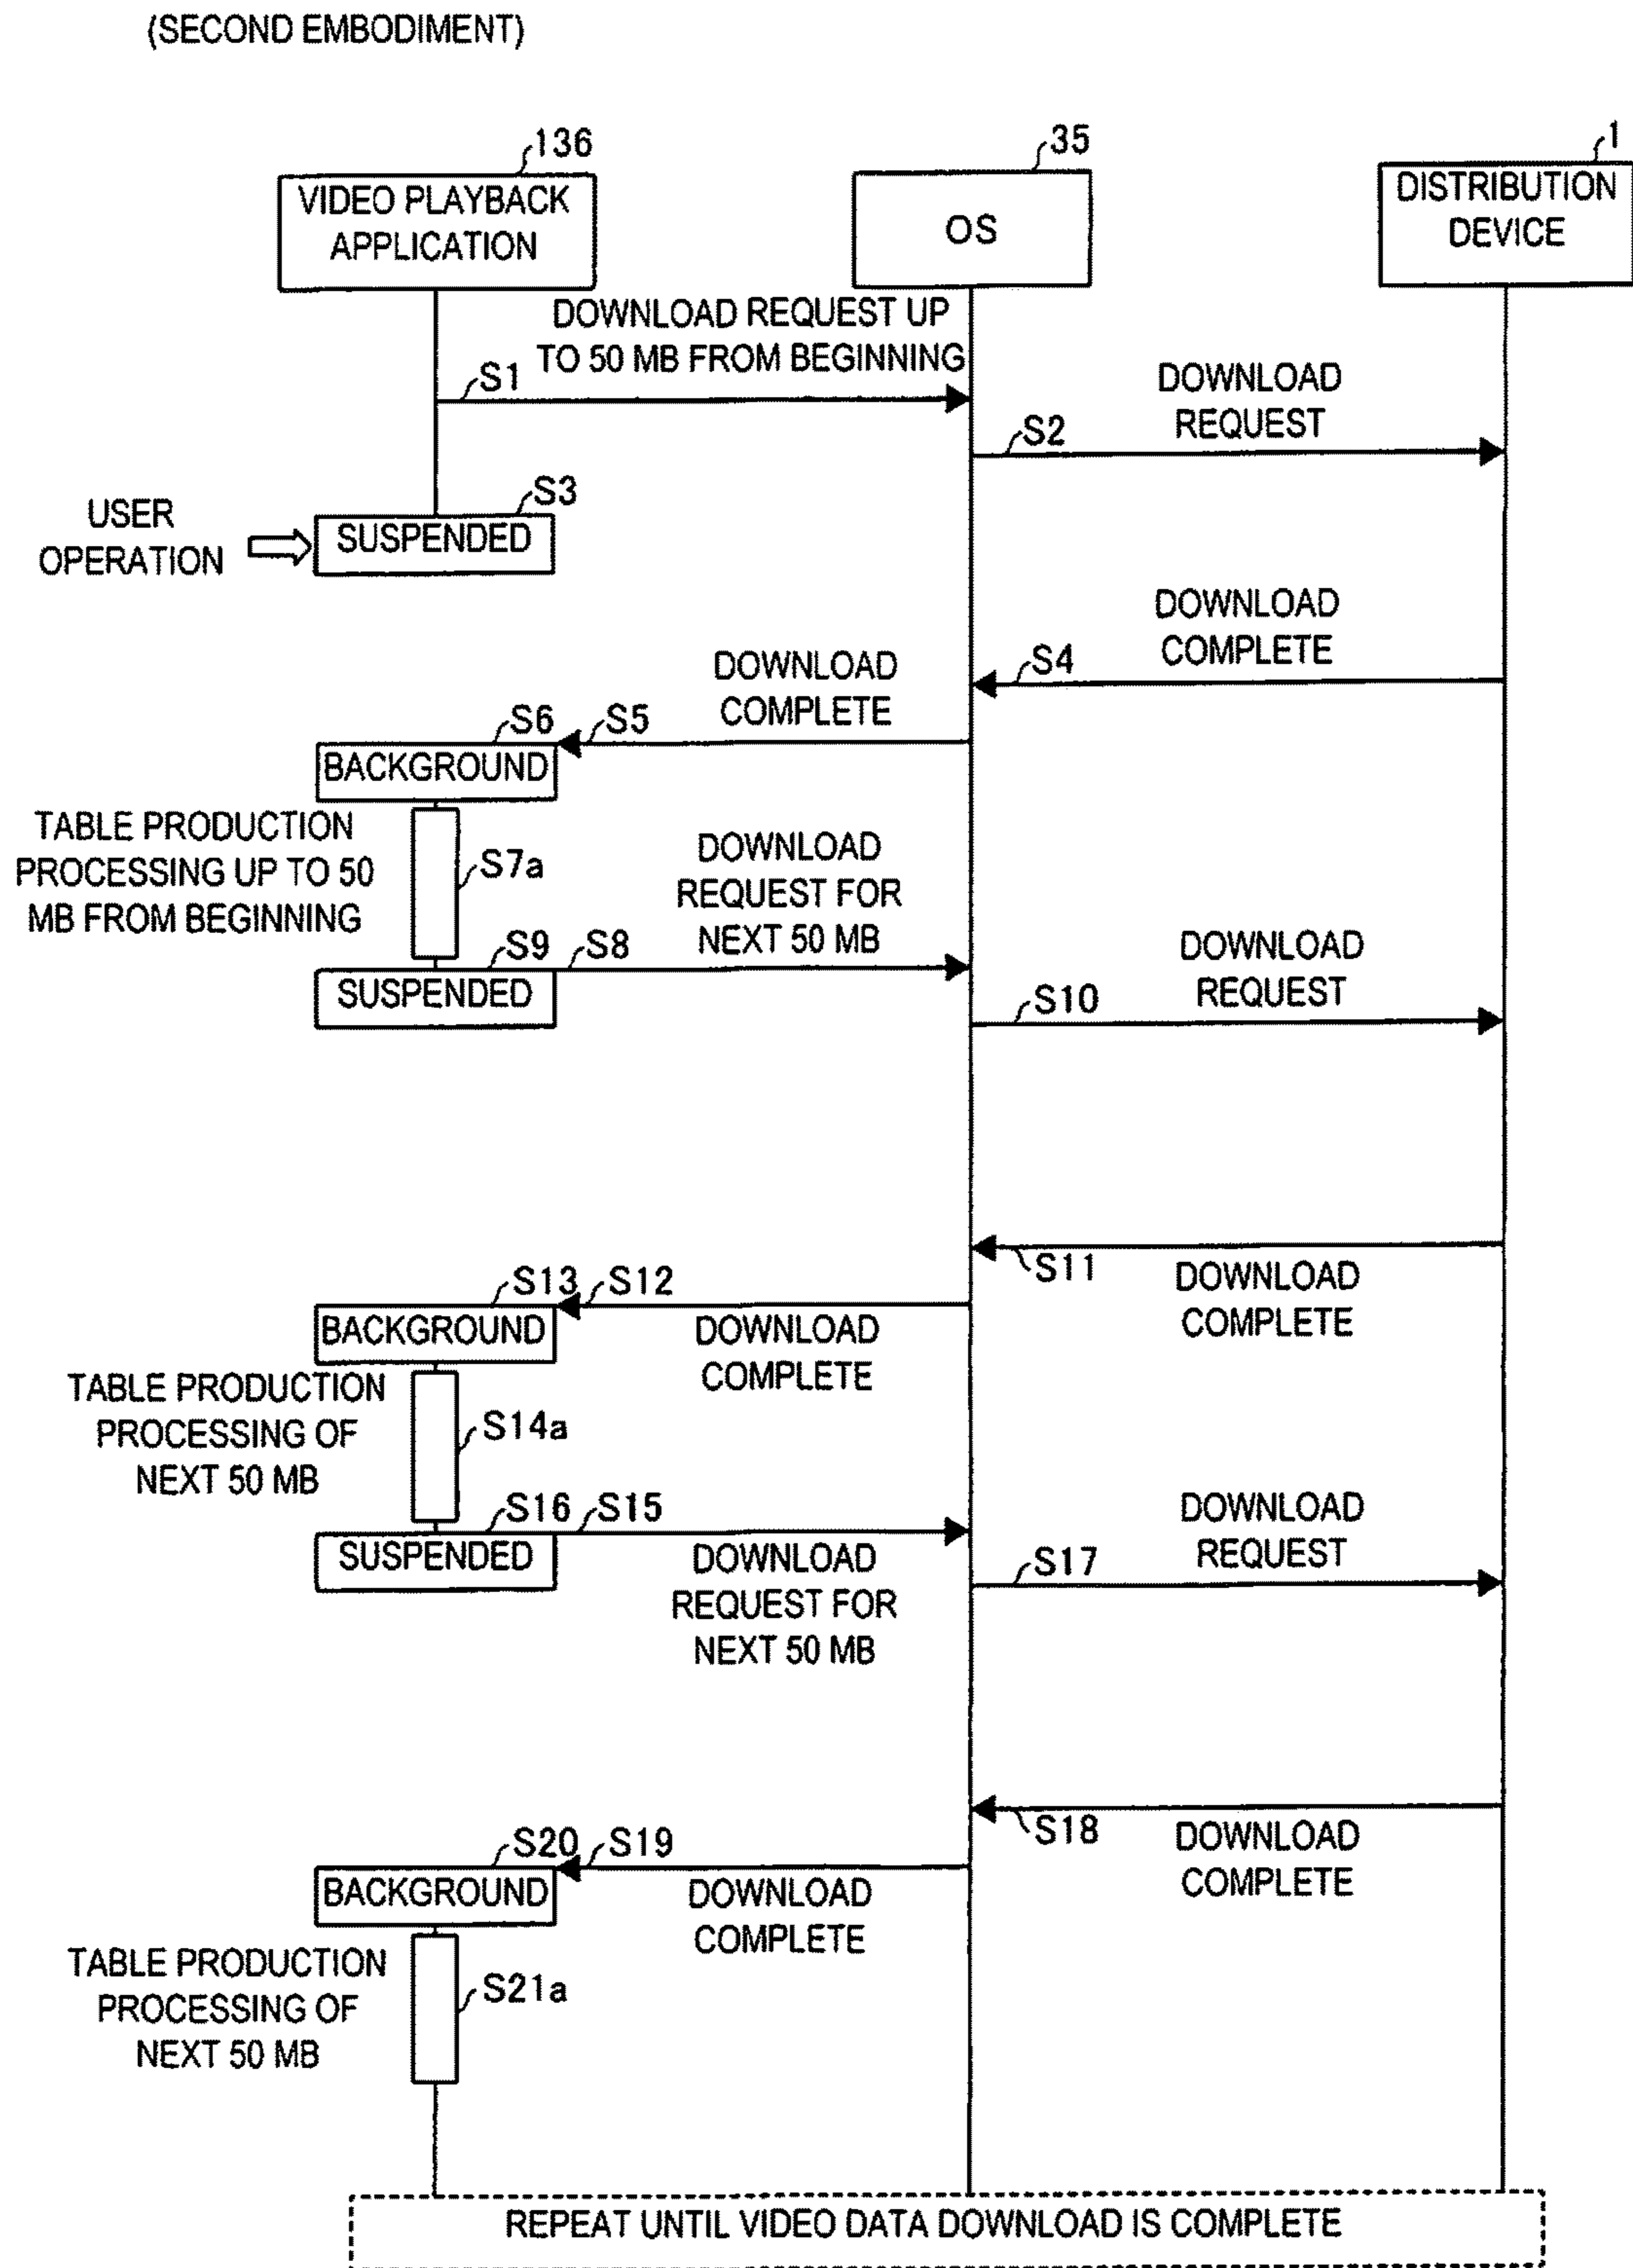 (SECOND EMBODIMENT)
136
35
1
VIDEO PLAYBACK
APPLICATION
OS
DISTRIBUTION
DEVICE
DOWNLOAD REQUEST UP
TO 50 MB FROM BEGINNING
S1
DOWNLOAD
REQUEST
S2
S3
USER
OPERATION
SUSPENDED
DOWNLOAD
COMPLETE
S4
DOWNLOAD
COMPLETE
S6
S5
BACKGROUND
TABLE PRODUCTION
PROCESSING UP TO 50
MB FROM BEGINNING
S7a
DOWNLOAD
REQUEST FOR
NEXT 50 MB
S9
S8
SUSPENDED
DOWNLOAD
REQUEST
S10
S11
DOWNLOAD
COMPLETE
S13
S12
BACKGROUND
DOWNLOAD
COMPLETE
TABLE PRODUCTION
PROCESSING OF
NEXT 50 MB
S14a
S16
S15
SUSPENDED
DOWNLOAD
REQUEST FOR
NEXT 50 MB
DOWNLOAD
REQUEST
S17
S18
DOWNLOAD
COMPLETE
S20
S19
BACKGROUND
DOWNLOAD
COMPLETE
TABLE PRODUCTION
PROCESSING OF
NEXT 50 MB
S21a
REPEAT UNTIL VIDEO DATA DOWNLOAD IS COMPLETE